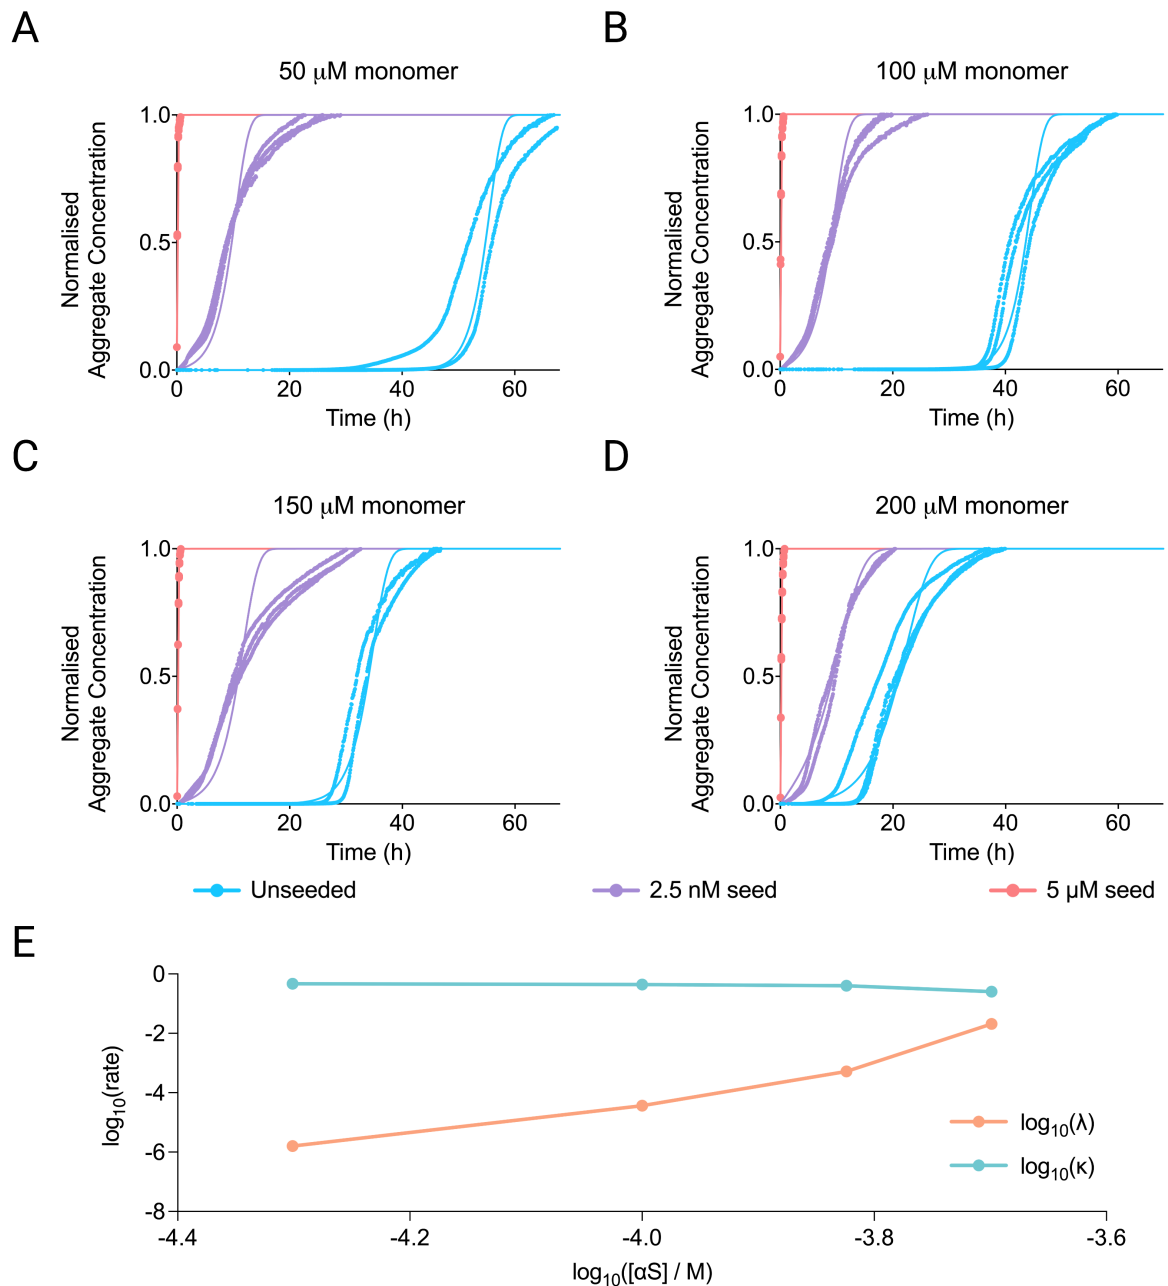 A
50 μM monomer
1.0
0.5
0.0
Normalised
Aggregate Concentration
0 20 40 60
Time (h)
B
100 μM monomer
1.0
0.5
0.0
Normalised
Aggregate Concentration
0 20 40 60
Time (h)
C
150 μM monomer
1.0
0.5
0.0
Normalised
Aggregate Concentration
0 20 40 60
Time (h)
D
200 μM monomer
1.0
0.5
0.0
Normalised
Aggregate Concentration
0 20 40 60
Time (h)
Unseeded 2.5 nM seed 5 μM seed
E
0
-2
-4
-6
-8
log10(rate)
log10(λ)
log10(κ)
-4.4 -4.2 -4.0 -3.8 -3.6
log10([αS] / M)